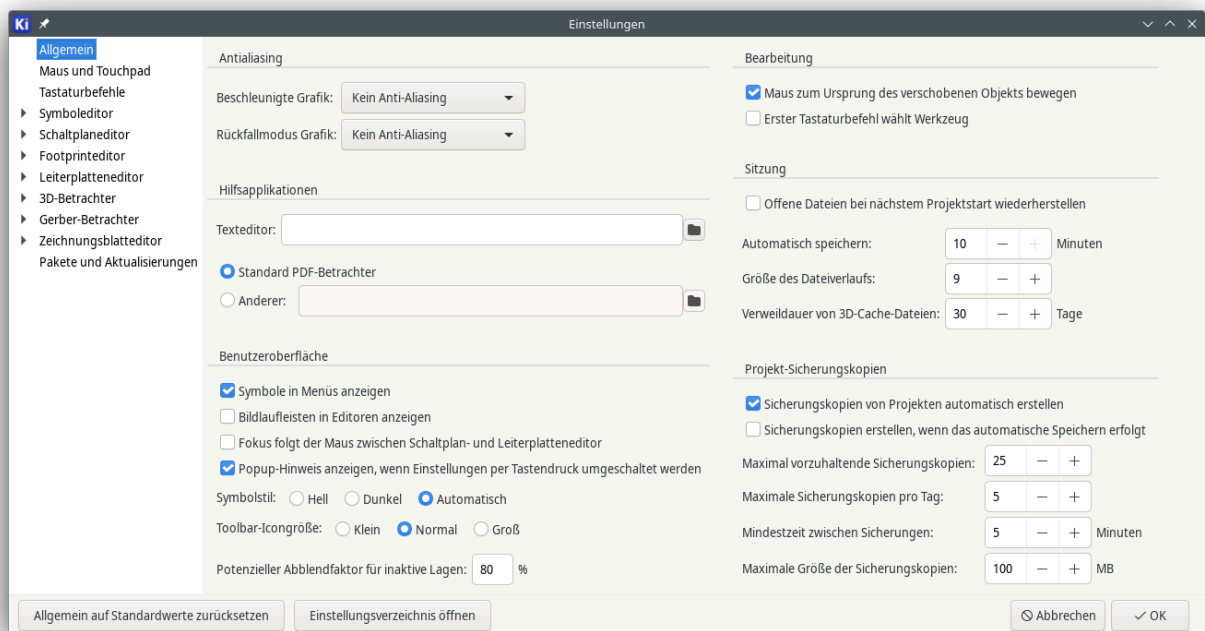 Ki
Einstellungen
Allgemein
Maus und Touchpad
Tastaturbefehle
Symboleditor
Schaltplaneditor
Footprinteditor
Leiterplatteneditor
3D-Betrachter
Gerber-Betrachter
Zeichnungsblatteditor
Pakete und Aktualisierungen
Antialiasing
Beschleunigte Grafik: Kein Anti-Aliasing
Rückfallmodus Grafik: Kein Anti-Aliasing
Hilfsapplikationen
Texteditor:
Standard PDF-Betrachter
Anderer:
Benutzeroberfläche
Symbole in Menüs anzeigen
Bildlaufleisten in Editoren anzeigen
Fokus folgt der Maus zwischen Schaltplan- und Leiterplatteneditor
Popup-Hinweis anzeigen, wenn Einstellungen per Tastendruck umgeschaltet werden
Symbolstil: Hell Dunkel Automatisch
Toolbar-Icongröße: Klein Normal Groß
Potenzieller Abblendfaktor für inaktive Lagen: 80 %
Bearbeitung
Maus zum Ursprung des verschobenen Objekts bewegen
Erster Tastaturbefehl wählt Werkzeug
Sitzung
Offene Dateien bei nächstem Projektstart wiederherstellen
Automatisch speichern: 10 − + Minuten
Größe des Dateiverlaufs: 9 − +
Verweildauer von 3D-Cache-Dateien: 30 − + Tage
Projekt-Sicherungskopien
Sicherungskopien von Projekten automatisch erstellen
Sicherungskopien erstellen, wenn das automatische Speichern erfolgt
Maximal vorzuhaltende Sicherungskopien: 25 − +
Maximale Sicherungskopien pro Tag: 5 − +
Mindestzeit zwischen Sicherungen: 5 − + Minuten
Maximale Größe der Sicherungskopien: 100 − + MB
Allgemein auf Standardwerte zurücksetzen
Einstellungsverzeichnis öffnen
Abbrechen
OK